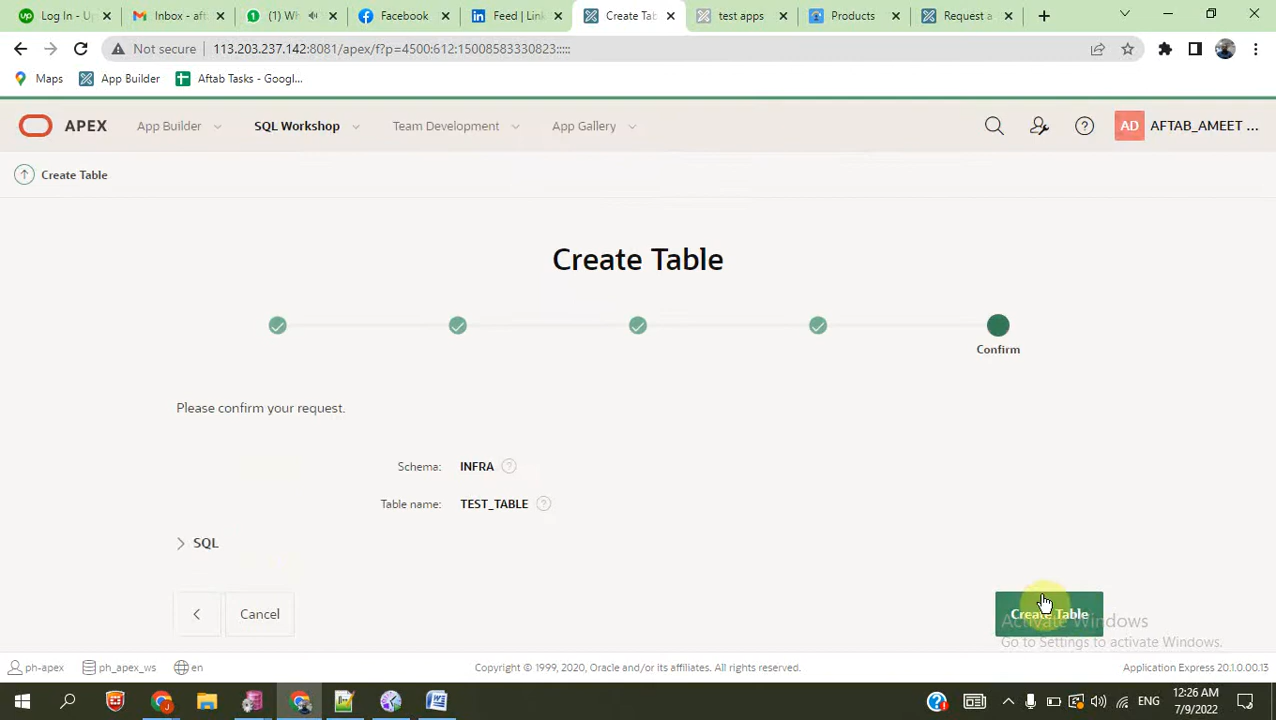 Log In - Up
Inbox - aft
(1) Wh
Facebook
Feed | Link
Create Tab
test apps
Products
Request a
Not secure
113.203.237.142:8081/apex/f?p=4500:612:15008583330823:::::
Maps
App Builder
Aftab Tasks - Googl...
APEX
App Builder
SQL Workshop
Team Development
App Gallery
AD
AFTAB_AMEET ...
Create Table
Create Table
Confirm
Please confirm your request.
Schema: INFRA
Table name: TEST_TABLE
SQL
Cancel
Create Table
Activate Windows
Go to Settings to activate Windows.
ph-apex
ph_apex_ws
en
Copyright © 1999, 2020, Oracle and/or its affiliates. All rights reserved.
Application Express 20.1.0.00.13
ENG
12:26 AM
7/9/2022